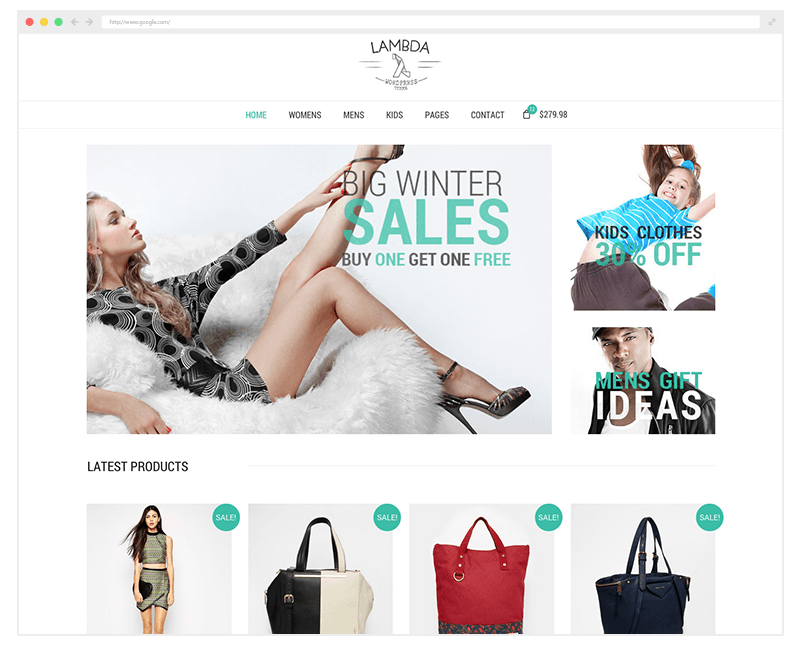 http://www.google.com/
LAMBDA
WORDPRESS
THEME
HOME WOMENS MENS KIDS PAGES CONTACT $279.98
BIG WINTER
SALES
BUY ONE GET ONE FREE
KIDS CLOTHES
30% OFF
MENS GIFT
IDEAS
LATEST PRODUCTS
SALE! SALE! SALE! SALE!